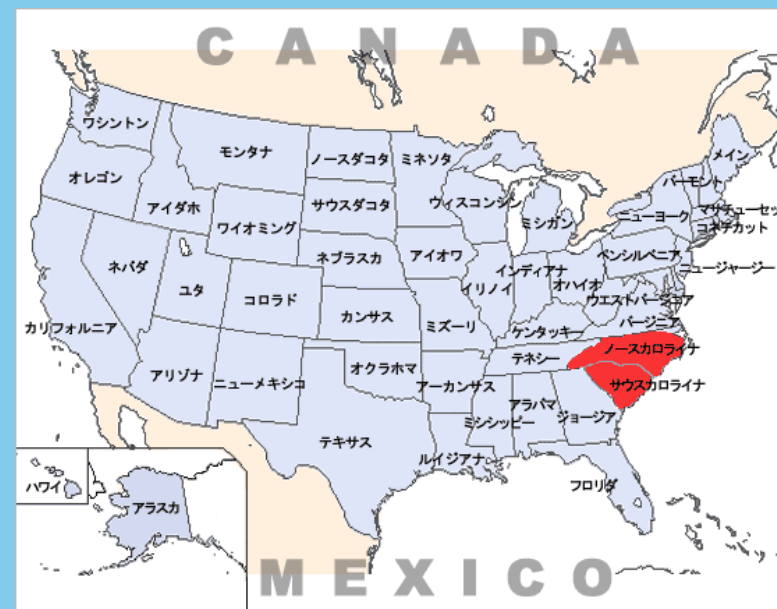 CANADA
ワシントン
モンタナ
ノースダコタ
ミネソタ
メイン
オレゴン
アイダホ
サウスダコタ
ウィスコンシン
ミシガン
バーモント
ニューヨーク
マサチューセッ
コネチカット
ワイオミング
ネブラスカ
アイオワ
ペンシルベニア
ニュージャージー
ネバダ
ユタ
コロラド
カンサス
イリノイ
インディアナ
オハイオ
ウエストバージニア
バージニア
カリフォルニア
ミズーリ
ケンタッキー
ノースカロライナ
テネシー
アリゾナ
ニューメキシコ
オクラホマ
アーカンサス
サウスカロライナ
アラバマ
ミシシッピー
ジョージア
テキサス
ルイジアナ
フロリダ
ハワイ
アラスカ
MEXICO